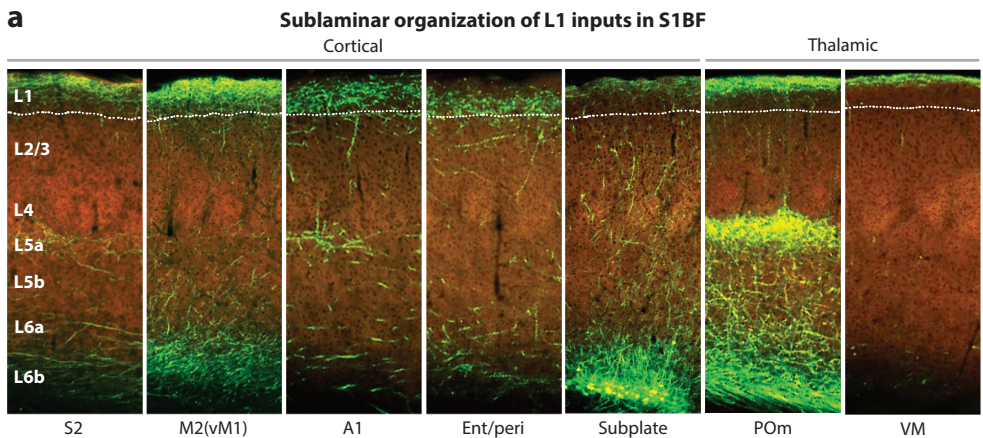 a
Sublaminar organization of L1 inputs in S1BF
Cortical
Thalamic
L1
L2/3
L4
L5a
L5b
L6a
L6b
S2
M2(vM1)
A1
Ent/peri
Subplate
POm
VM